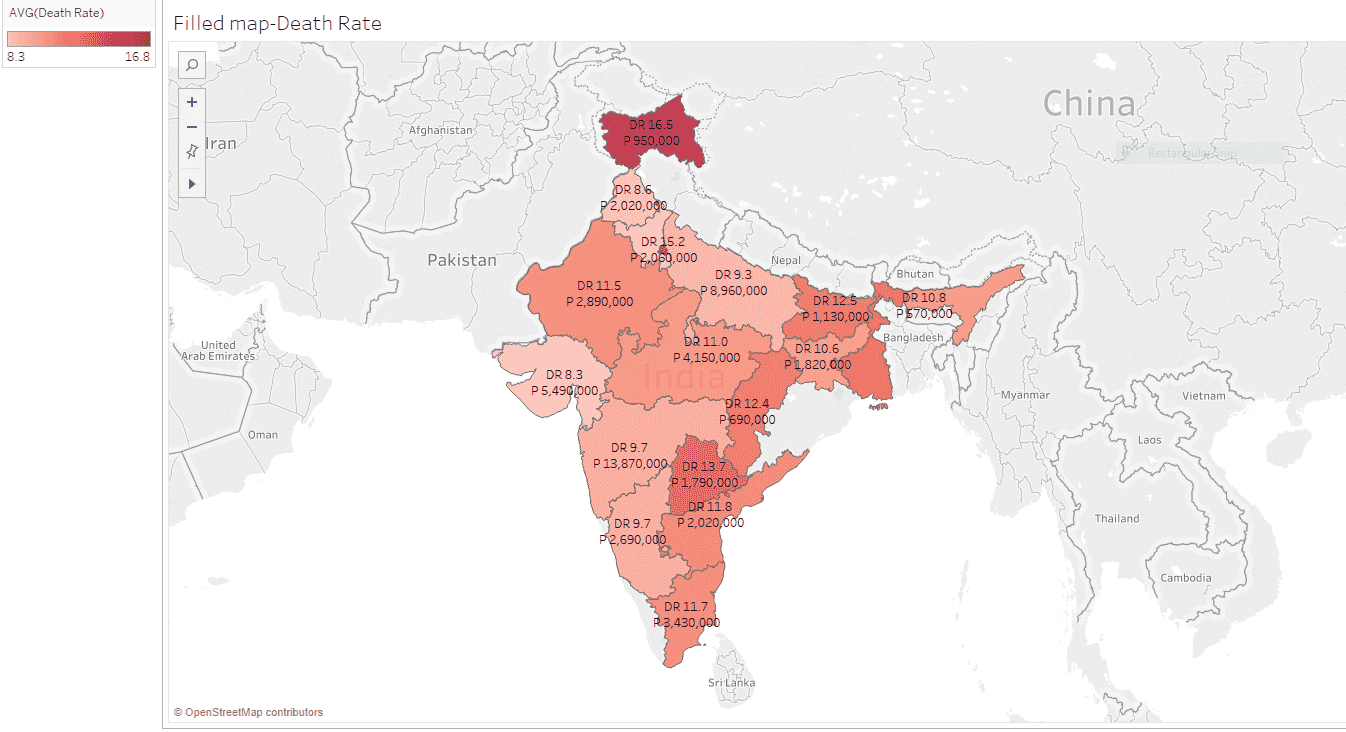 AVG(Death Rate)
8.3 16.8
Filled map-Death Rate
China
Iran
Afghanistan
DR 16.5
P 950,000
Rectangular Snip
DR 8.6
P 2,020,000
DR 15.2
P 2,060,000
Pakistan
Nepal
Bhutan
DR 9.3
P 8,960,000
DR 11.5
P 2,890,000
DR 12.5
P 1,130,000
DR 10.8
P 570,000
Bangladesh
United
Arab Emirates
DR 11.0
P 4,150,000
DR 10.6
P 1,820,000
India
DR 8.3
P 5,490,000
Myanmar
Vietnam
DR 12.4
P 690,000
Oman
Laos
DR 9.7
P 13,870,000
DR 13.7
P 1,790,000
DR 11.8
P 2,020,000
Thailand
DR 9.7
P 2,690,000
Cambodia
DR 11.7
P 3,430,000
Sri Lanka
© OpenStreetMap contributors